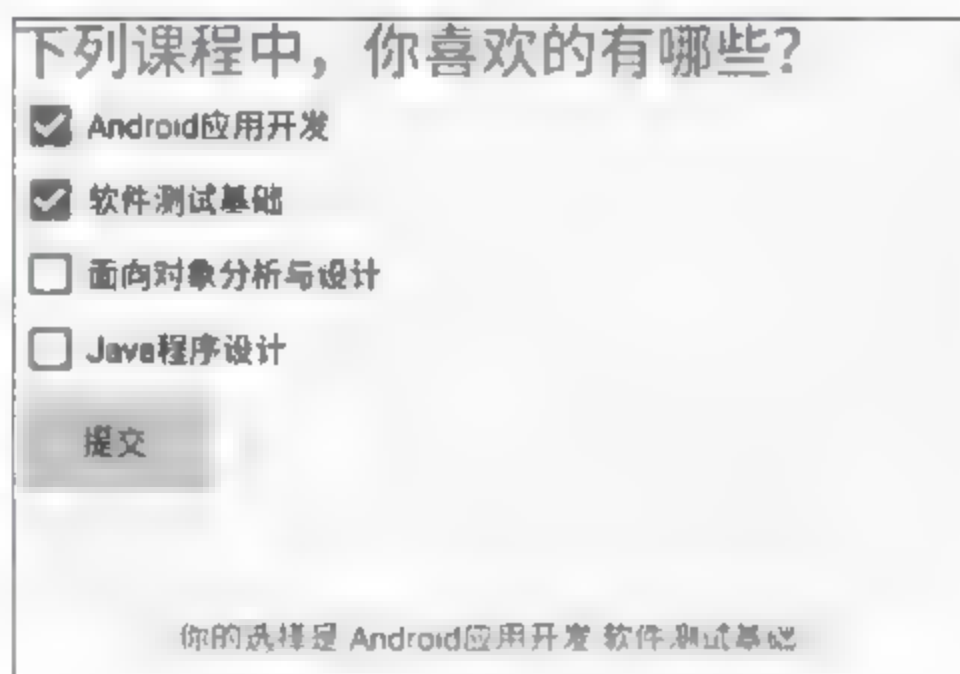 下列课程中，你喜欢的有哪些？
Android应用开发
软件测试基础
面向对象分析与设计
Java程序设计
提交
你的选择是 Android应用开发 软件测试基础